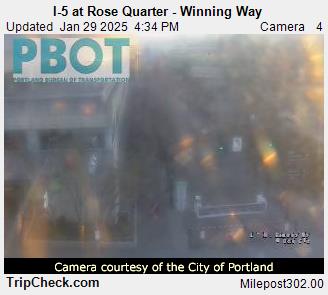 I-5 at Rose Quarter - Winning Way
Updated Jan 29 2025 4:34 PM Camera 4
PBOT
PORTLAND BUREAU OF TRANSPORTATION
Camera courtesy of the City of Portland
TripCheck.com Milepost302.00